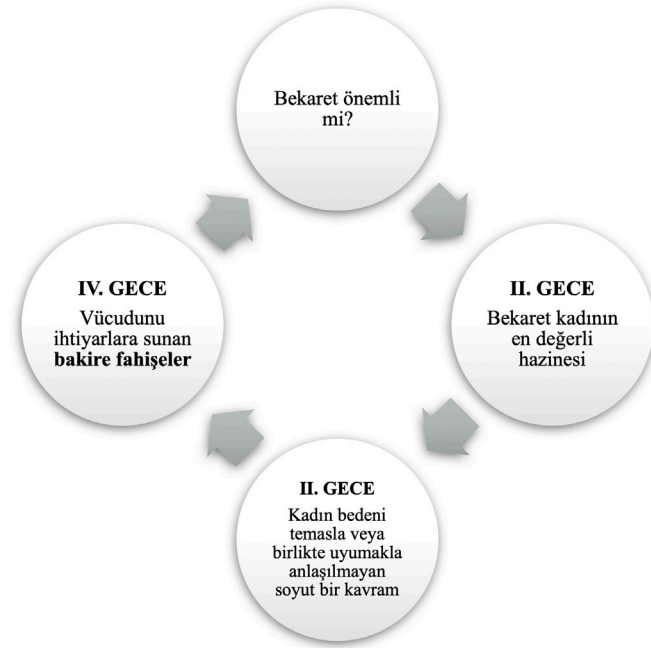 Bekaret önemli
mi?
II. GECE
Bekaret kadının
en değerli
hazinesi
II. GECE
Kadın bedeni
temasla veya
birlikte uyumakla
anlaşılmayan
soyut bir kavram
IV. GECE
Vücudunu
ihtiyarlara sunan
bakire fahişeler